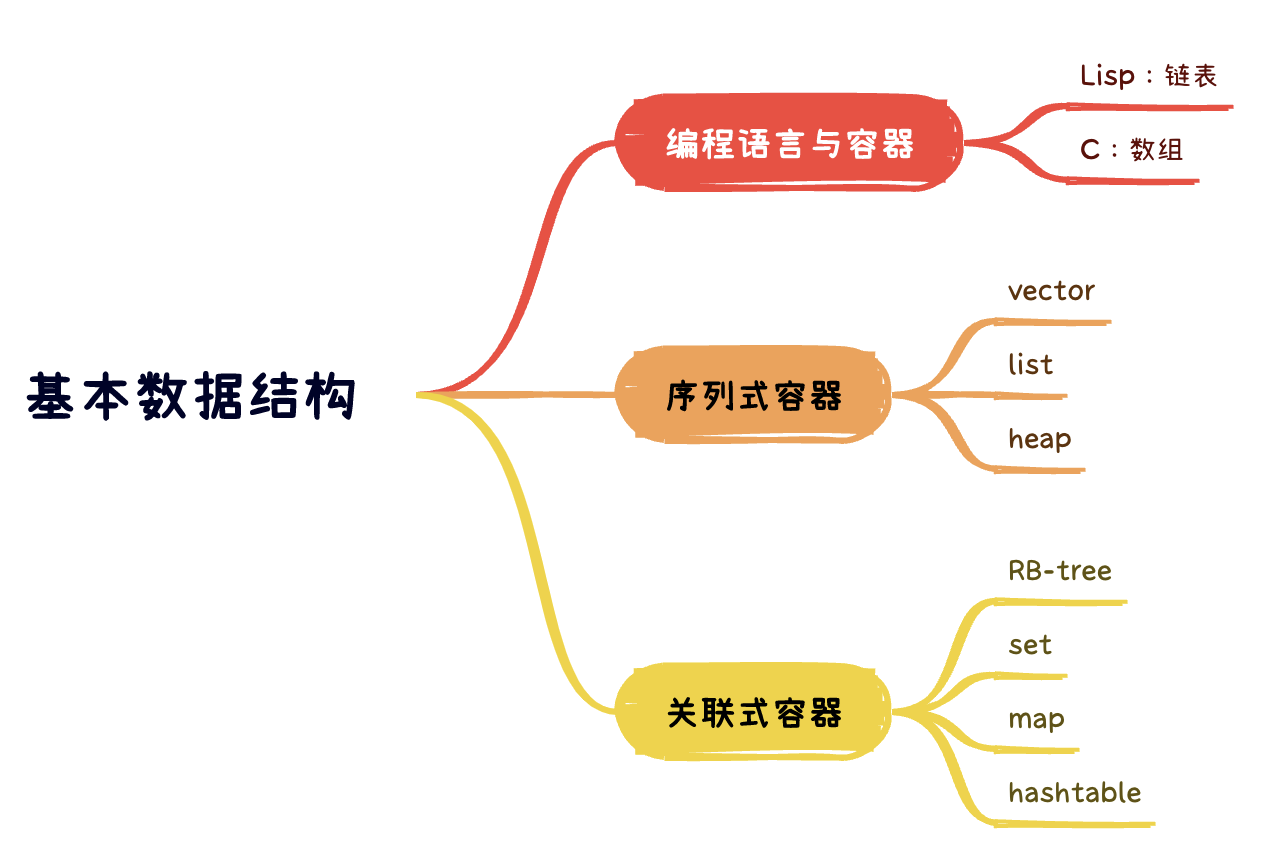 基本数据结构
编程语言与容器
Lisp：链表
C：数组
序列式容器
vector
list
heap
关联式容器
RB-tree
set
map
hashtable